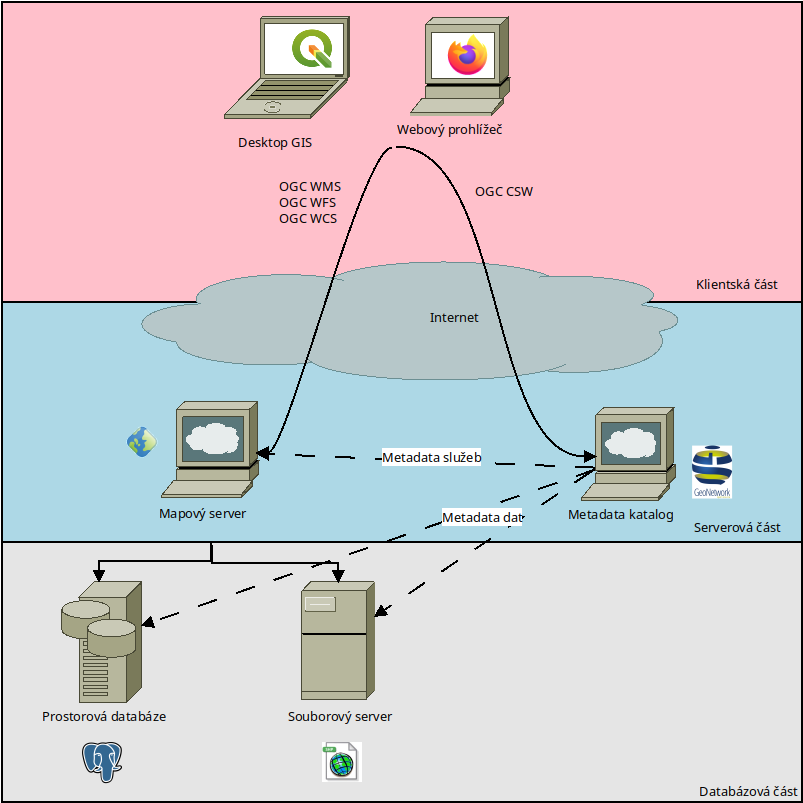 Desktop GIS
Webový prohlížeč
OGC WMS
OGC WFS
OGC WCS
OGC CSW
Klientská část
Internet
Metadata služeb
GeoNetwork
Mapový server
Metadata katalog
Metadata dat
Serverová část
Prostorová databáze
Souborový server
Databázová část